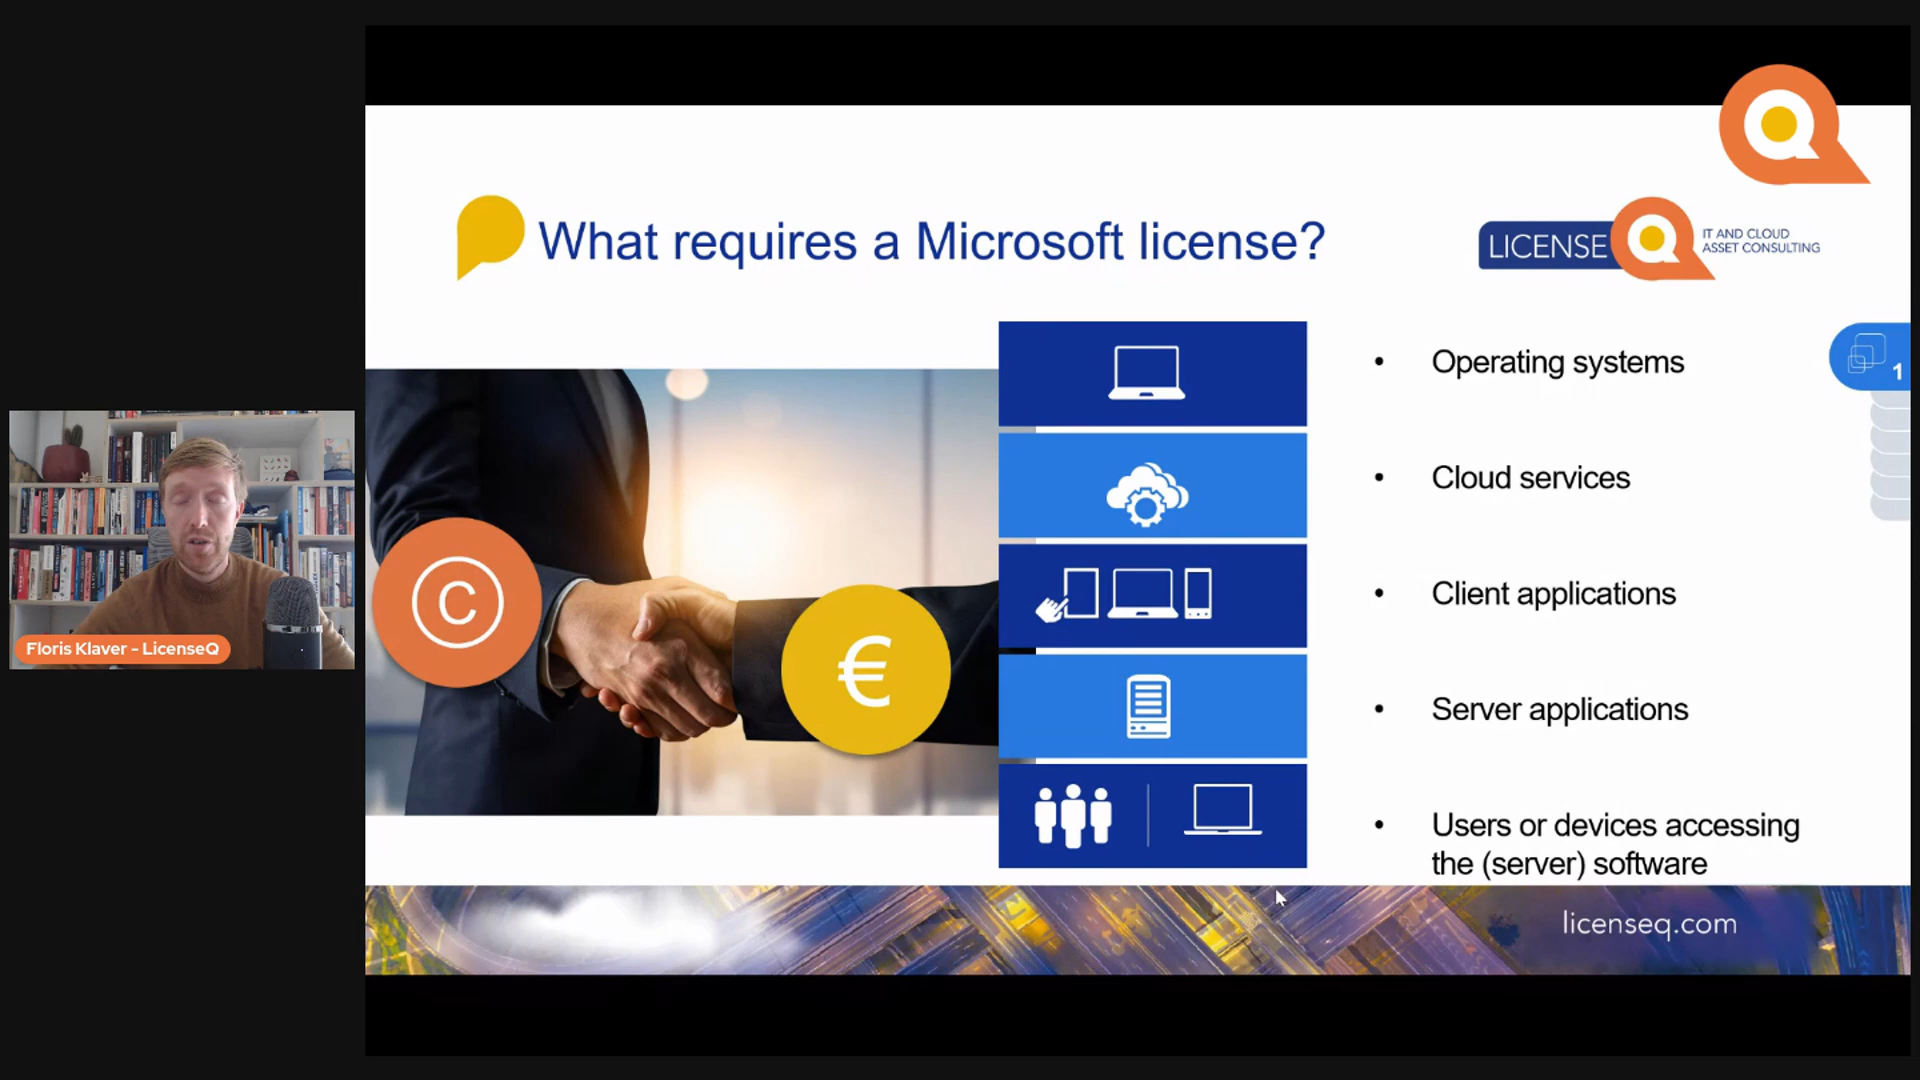 What requires a Microsoft license?
LICENSE
IT AND CLOUD
ASSET CONSULTING
• Operating systems
1
• Cloud services
• Client applications
• Server applications
• Users or devices accessing
the (server) software
©
€
Floris Klaver - LicenseQ
licenseq.com